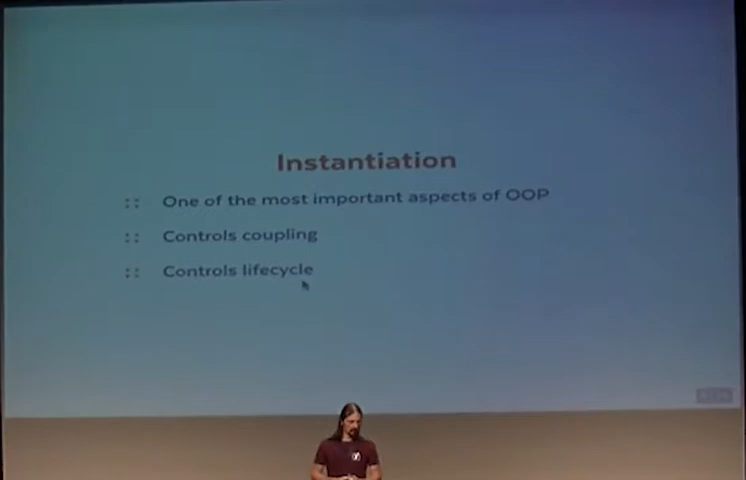 Instantiation
:: One of the most important aspects of OOP
:: Controls coupling
:: Controls lifecycle